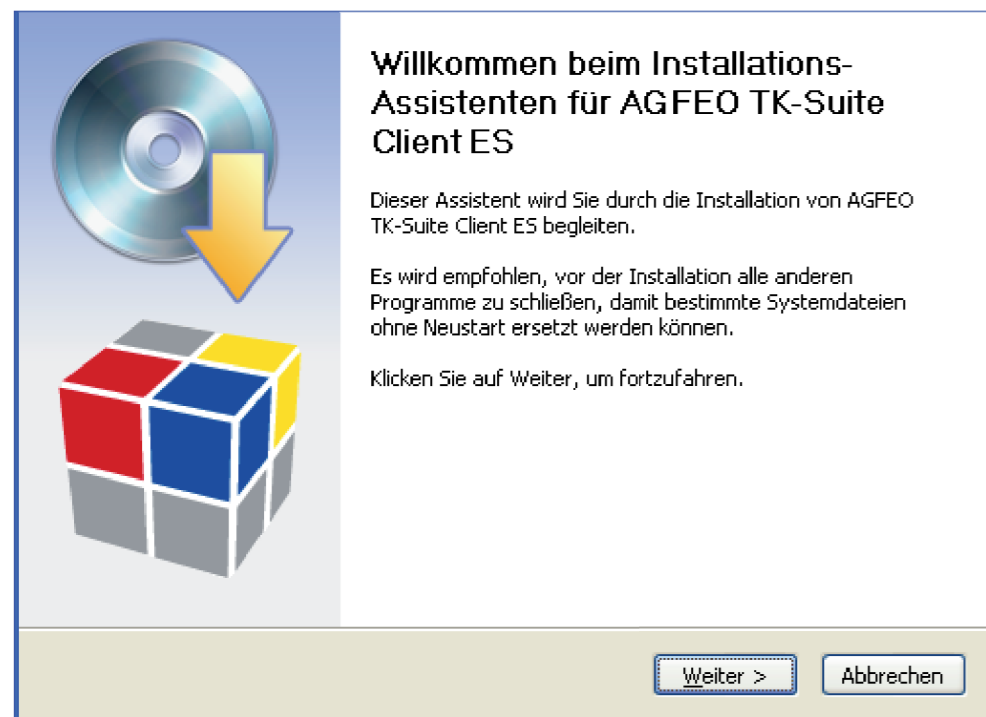 Willkommen beim Installations-
Assistenten für AGFEO TK-Suite
Client ES
Dieser Assistent wird Sie durch die Installation von AGFEO
TK-Suite Client ES begleiten.
Es wird empfohlen, vor der Installation alle anderen
Programme zu schließen, damit bestimmte Systemdateien
ohne Neustart ersetzt werden können.
Klicken Sie auf Weiter, um fortzufahren.
Weiter >
Abbrechen